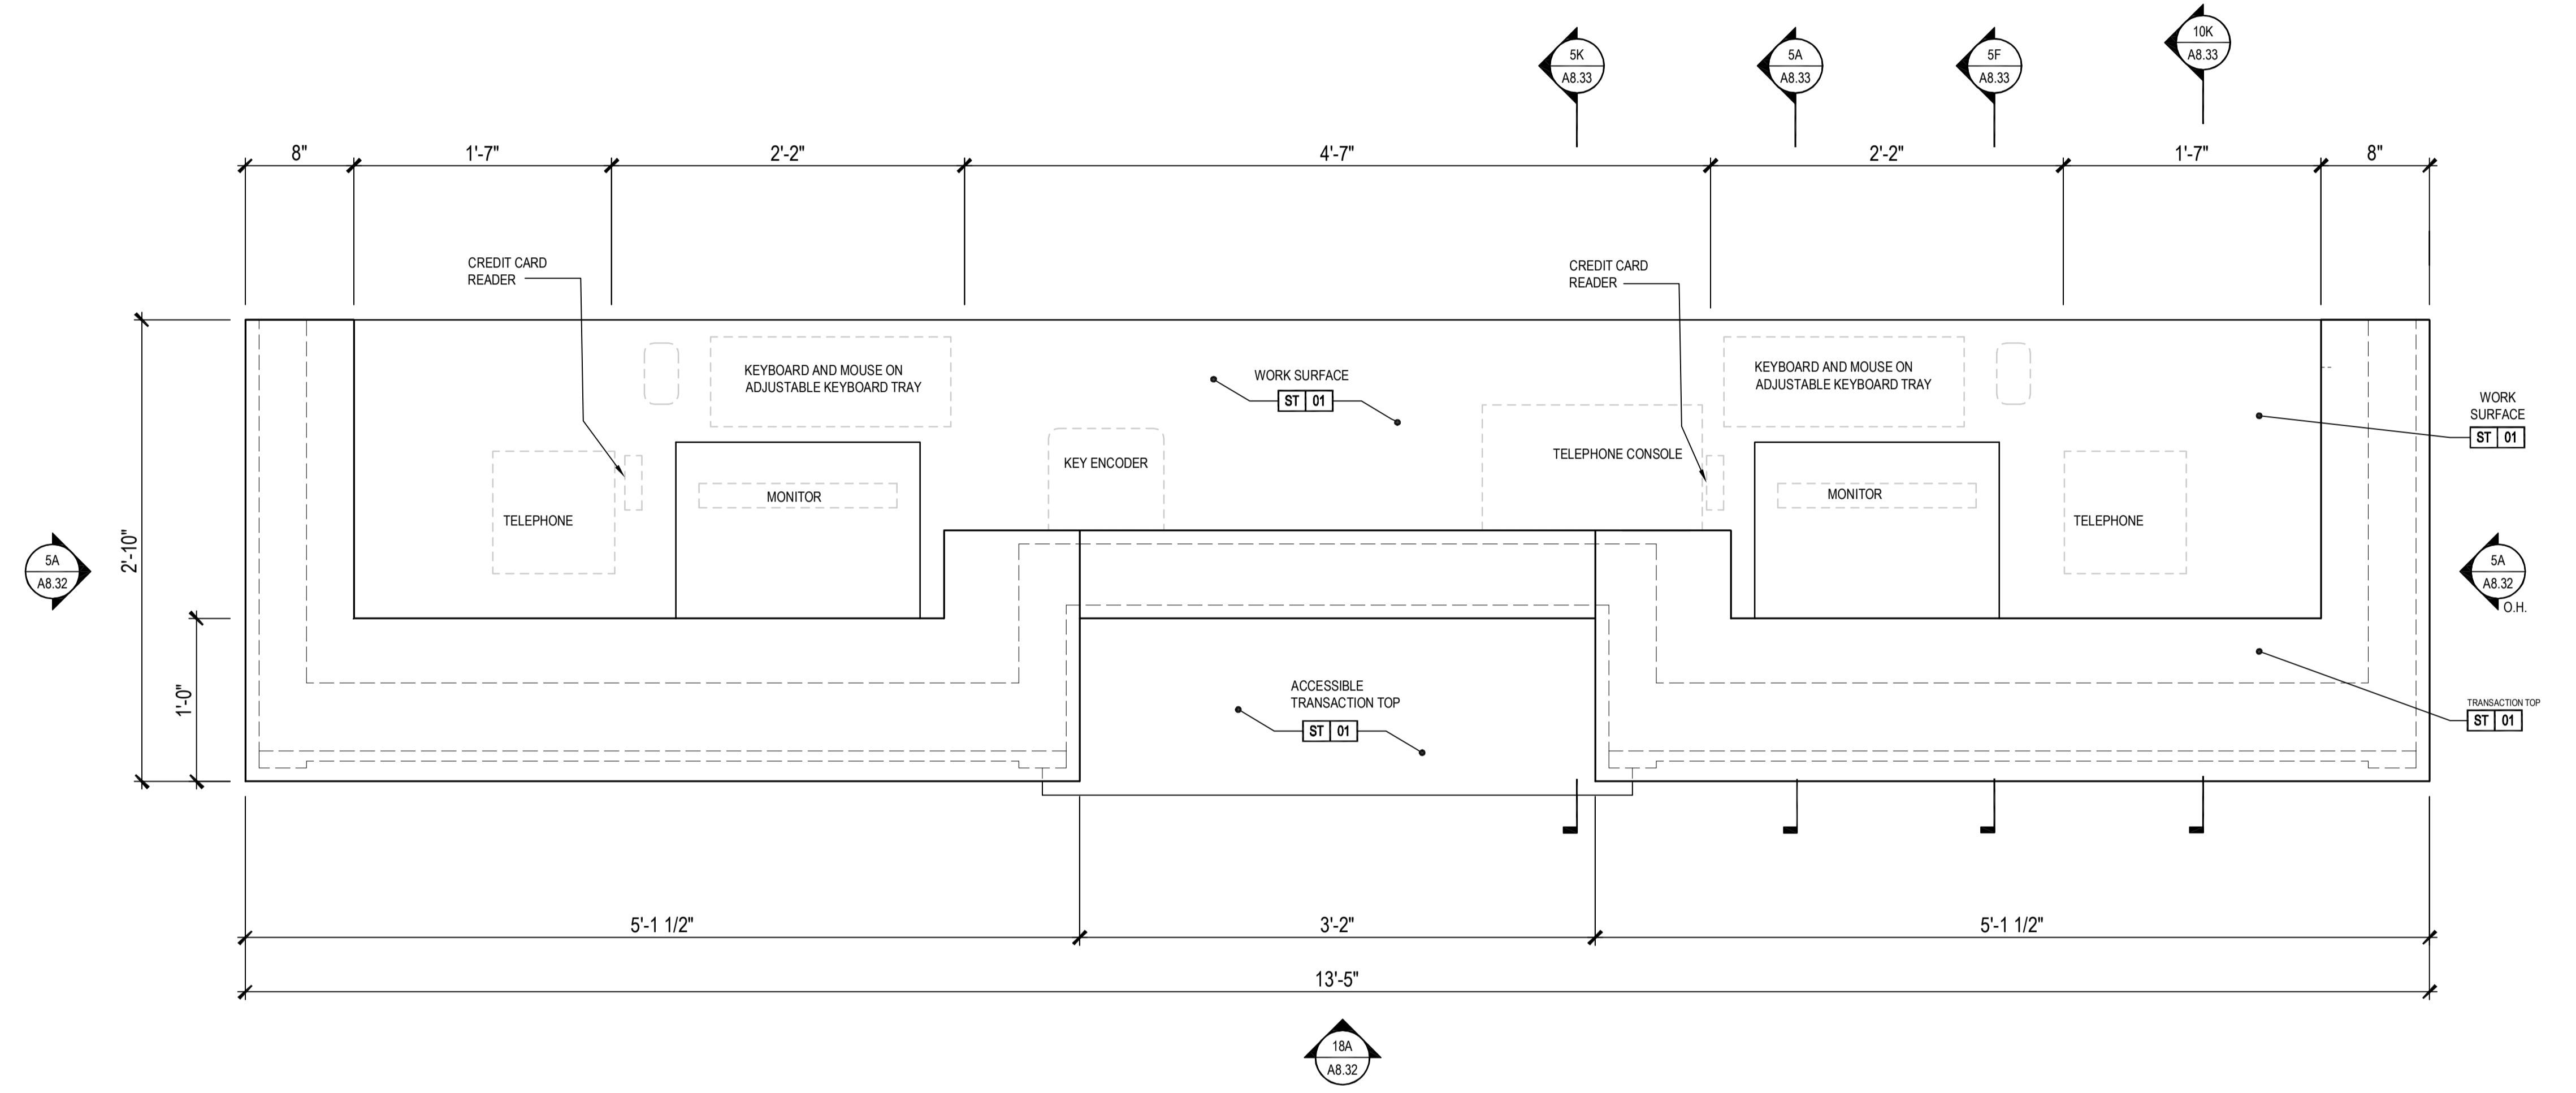 10K
A8.33
5K
A8.33
5A
A8.33
5F
A8.33
8"
1'-7"
2'-2"
4'-7"
2'-2"
1'-7"
8"
CREDIT CARD
READER
CREDIT CARD
READER
KEYBOARD AND MOUSE ON
ADJUSTABLE KEYBOARD TRAY
WORK SURFACE
ST 01
KEYBOARD AND MOUSE ON
ADJUSTABLE KEYBOARD TRAY
WORK
SURFACE
ST 01
KEY ENCODER
TELEPHONE CONSOLE
MONITOR
MONITOR
TELEPHONE
TELEPHONE
2'-10"
5A
A8.32
5A
A8.32
O.H.
1'-0"
ACCESSIBLE
TRANSACTION TOP
ST 01
TRANSACTION TOP
ST 01
5'-1 1/2"
3'-2"
5'-1 1/2"
13'-5"
18A
A8.32